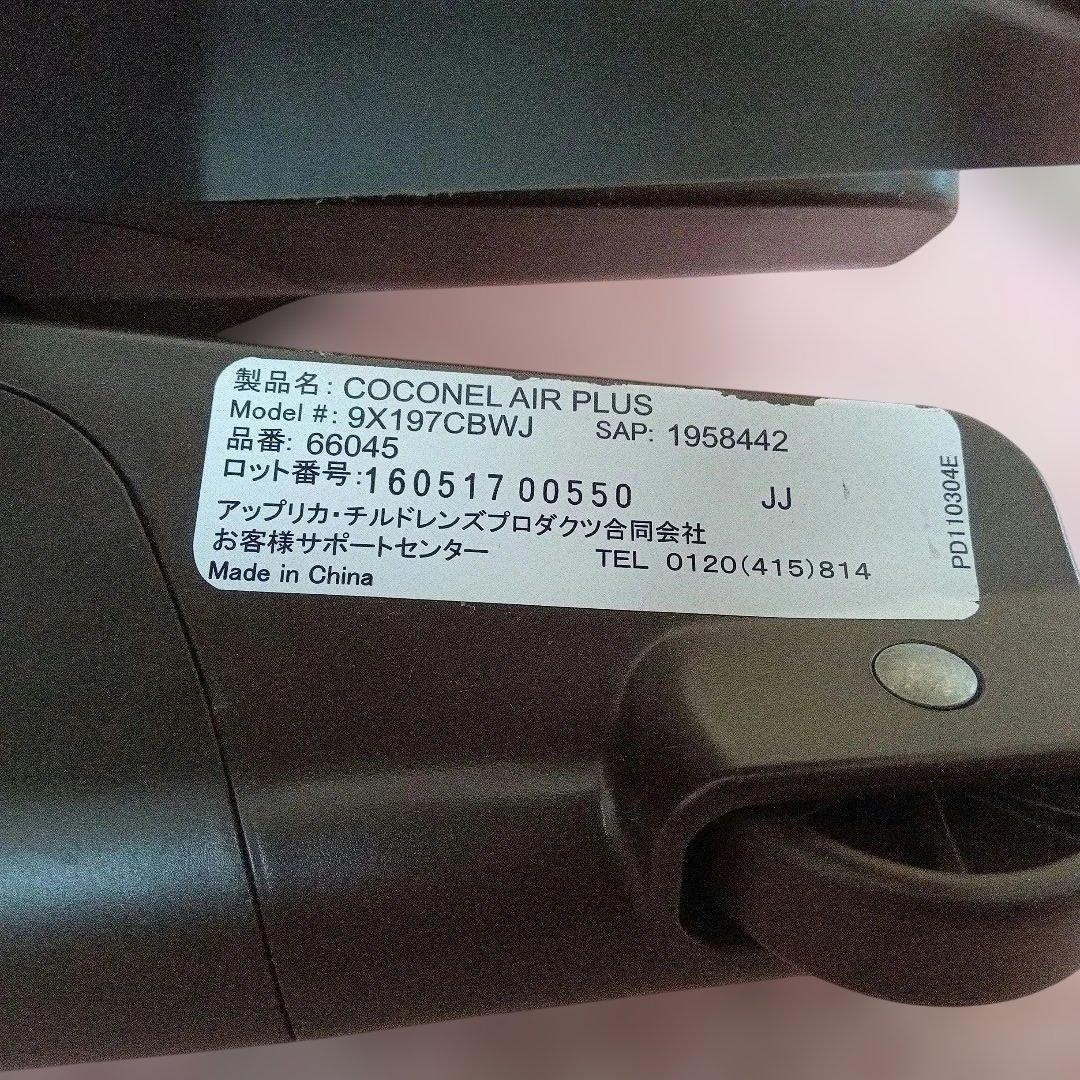 製品名: COCONEL AIR PLUS
Model #: 9X197CBWJ SAP: 1958442
品番: 66045
ロット番号:160517 00550 JJ
アップリカ・チルドレンズプロダクツ合同会社
お客様サポートセンター TEL 0120(415)814
Made in China
PD110304E